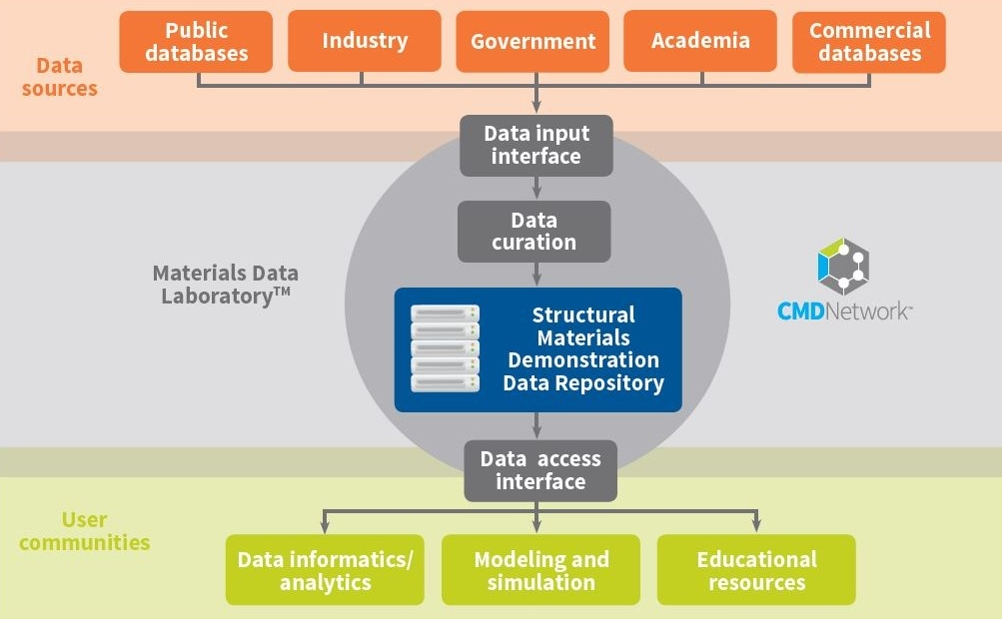 Public
databases
Industry
Government
Academia
Commercial
databases
Data
sources
Data input
interface
Data
curation
Materials Data
Laboratory™
CMDNetwork™
Structural
Materials
Demonstration
Data Repository
Data access
interface
User
communities
Data informatics/
analytics
Modeling and
simulation
Educational
resources